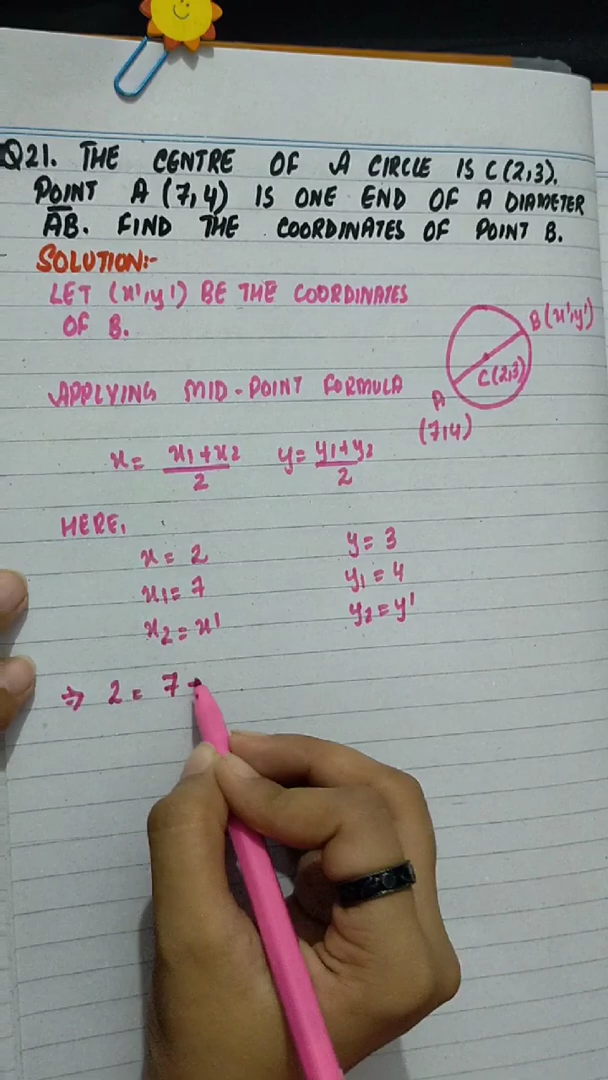 Q21. THE CENTRE OF A CIRCLE IS C(2,3).
POINT A (7,4) IS ONE END OF A DIAMETER
AB. FIND THE COORDINATES OF POINT B.
SOLUTION:-
LET (x',y') BE THE COORDINATES
OF B.
B(x',y')
C(2,3)
A
(7,4)
APPLYING MID-POINT FORMULA
x = x1+x2/2 y = y1+y2/2
HERE,
x = 2 y = 3
x1 = 7 y1 = 4
x2 = x' y2 = y'
⇒ 2 = 7 +